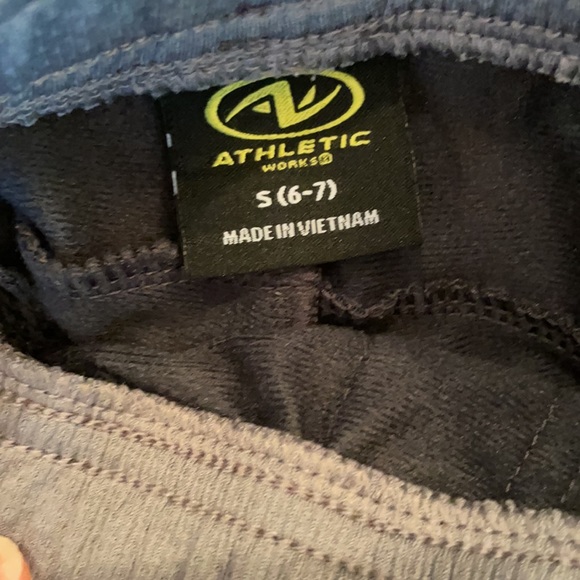 ATHLETIC
WORKS®
S (6-7)
MADE IN VIETNAM